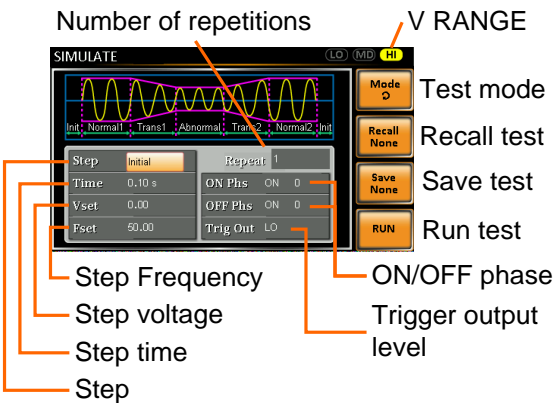 Number of repetitions
V RANGE
SIMULATE
LO MD HI
Init Normal1 Trans1 Abnormal Trans2 Normal2 Init
Step Initial Repeat 1
Time 0.10 s ON Phs ON 0
Vset 0.00 OFF Phs ON 0
Fset 50.00 Trig Out LO
Mode
Test mode
Recall
None
Recall test
Save
None
Save test
RUN
Run test
Step Frequency
Step voltage
Step time
Step
ON/OFF phase
Trigger output
level